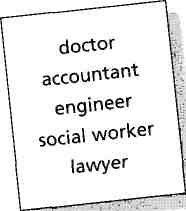 doctor
accountant
engineer
social worker
lawyer